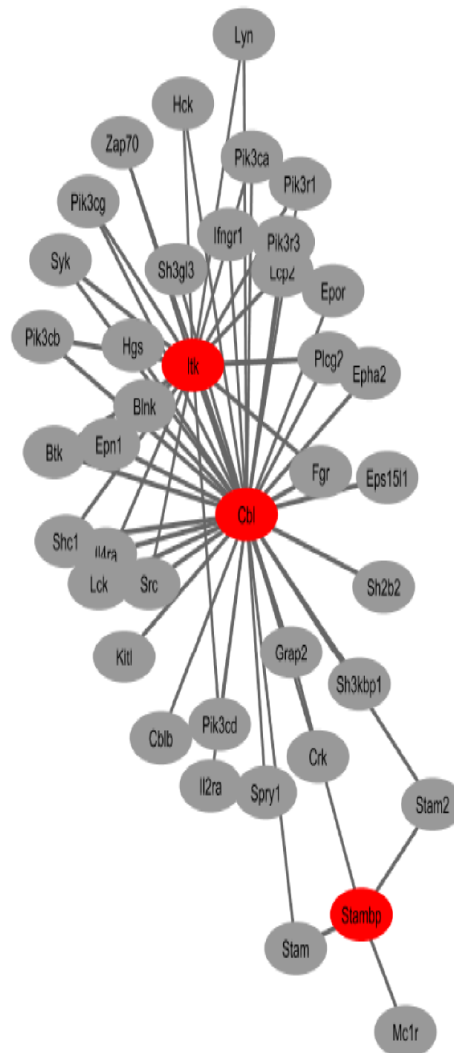 Lyn
Hck
Zap70
Pik3ca
Pik3r1
Pik3cg
Ifngr1
Pik3r3
Syk
Sh3gl3
Lcp2
Epor
Pik3cb
Hgs
Itk
Plcg2
Epha2
Blnk
Btk
Epn1
Fgr
Eps15l1
Cbl
Shc1
Il4ra
Lck
Src
Sh2b2
Kitl
Grap2
Sh3kbp1
Cblb
Pik3cd
Crk
Il2ra
Spry1
Stam2
Stambp
Stam
Mc1r